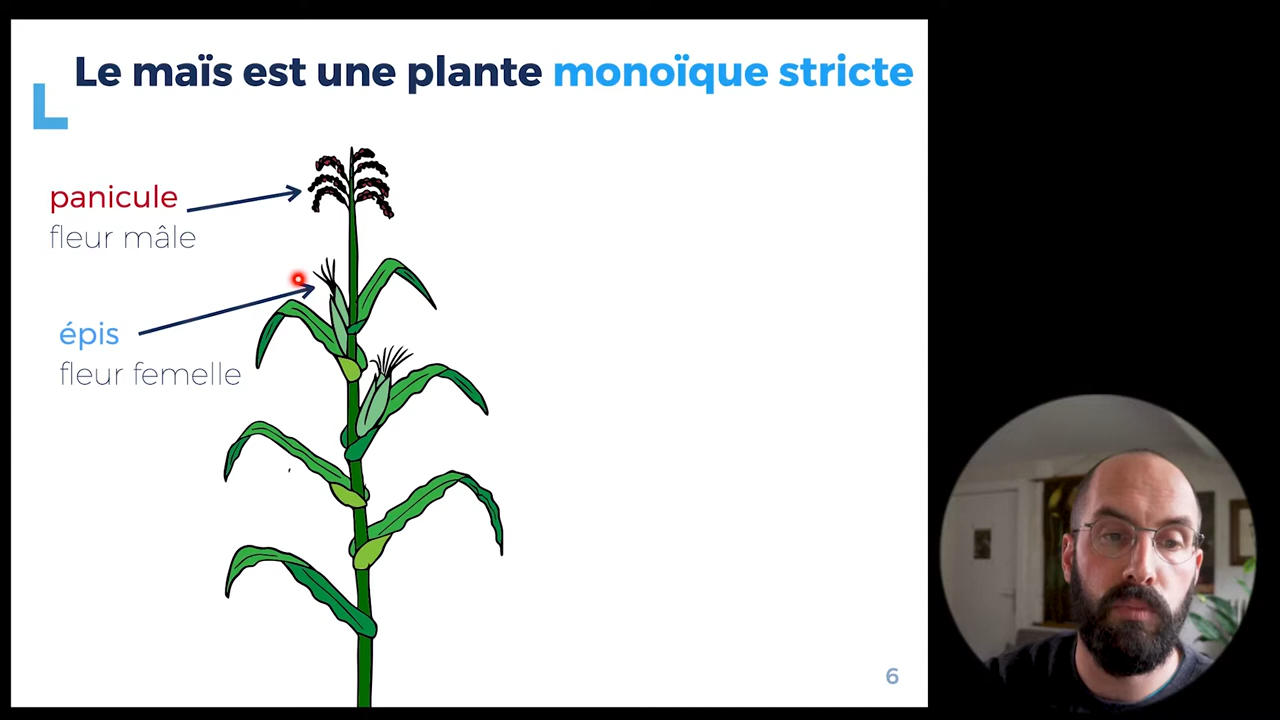 Le maïs est une plante monoïque stricte
panicule
fleur mâle
épis
fleur femelle
6